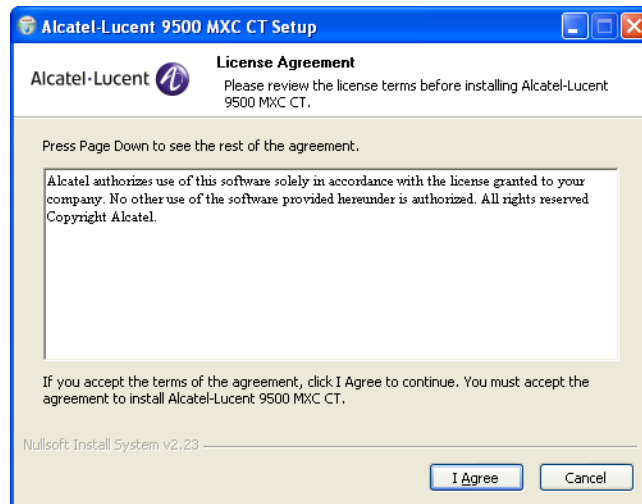 Alcatel-Lucent 9500 MXC CT Setup
Alcatel·Lucent
License Agreement
Please review the license terms before installing Alcatel-Lucent
9500 MXC CT.
Press Page Down to see the rest of the agreement.
Alcatel authorizes use of this software solely in accordance with the license granted to your
company. No other use of the software provided hereunder is authorized. All rights reserved
Copyright Alcatel.
If you accept the terms of the agreement, click I Agree to continue. You must accept the
agreement to install Alcatel-Lucent 9500 MXC CT.
Nullsoft Install System v2.23
I Agree
Cancel